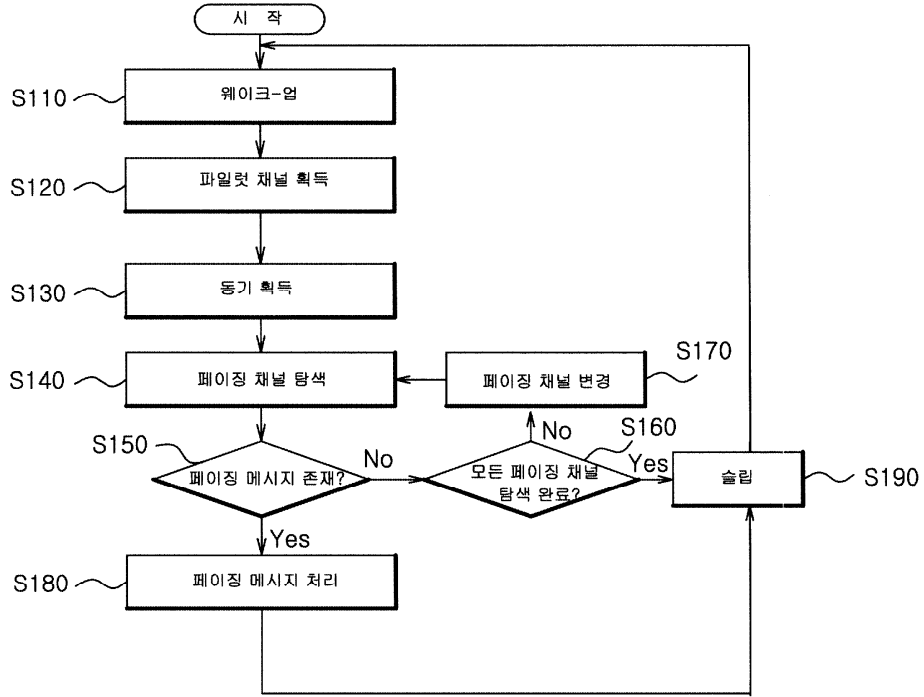 시 작
S110
웨이크-업
S120
파일럿 채널 획득
S130
동기 획득
S140
페이징 채널 탐색
S170
페이징 채널 변경
S150
페이징 메시지 존재?
No
No
S160
모든 페이징 채널
탐색 완료?
Yes
슬립
S190
Yes
S180
페이징 메시지 처리